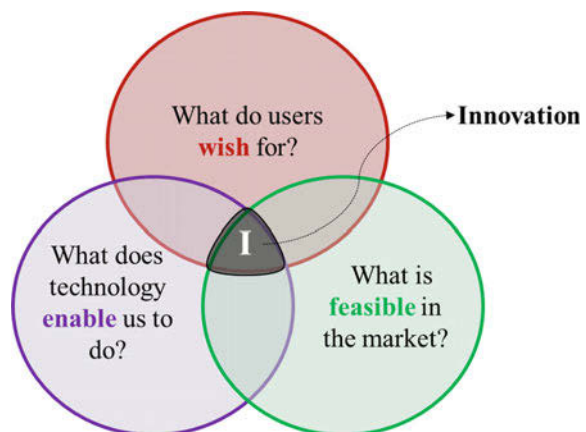 What do users
wish for?
Innovation
I
What does
technology
enable us to
do?
What is
feasible in
the market?